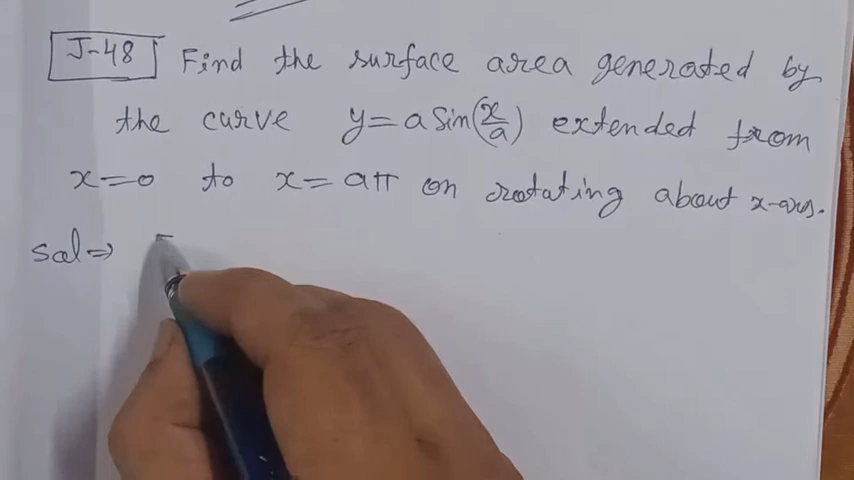 J-48 Find the surface area generated by
the curve y=a Sin(x/a) extended from
x=0 to x=aπ on rotating about x-axis.
Sol⇒